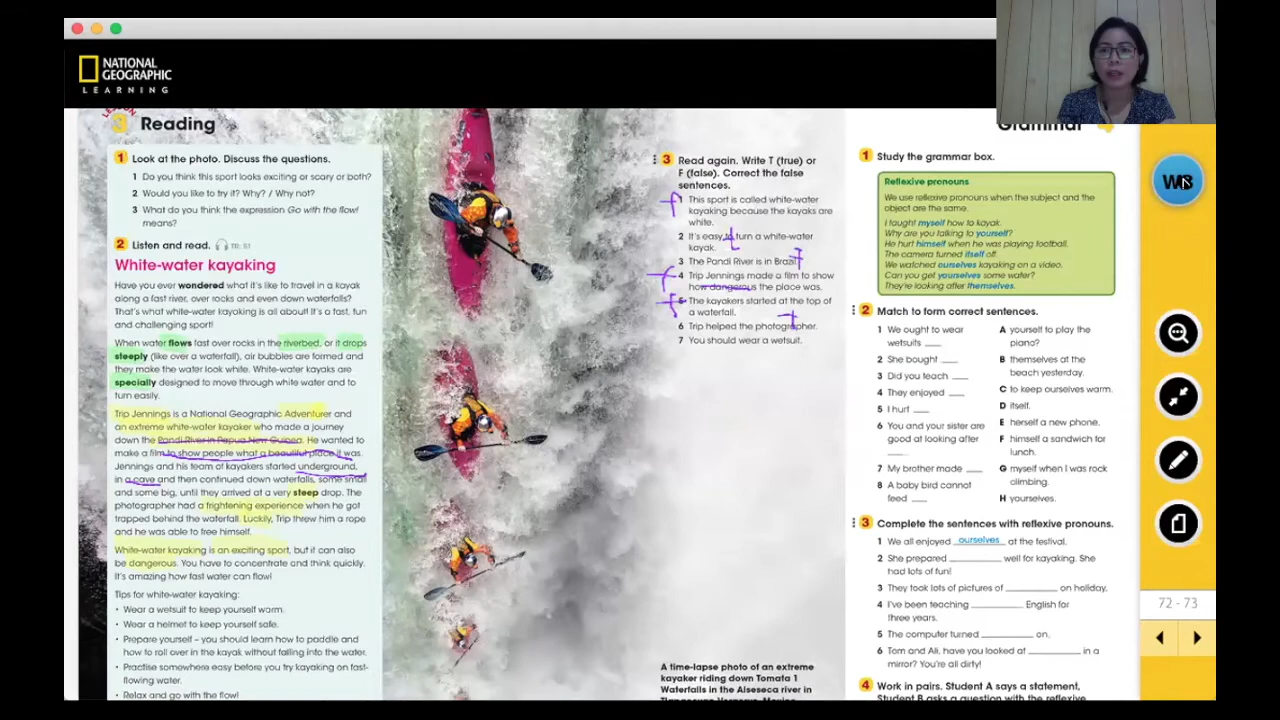 NATIONAL
GEOGRAPHIC
LEARNING
LESSON
3 Reading
1 Look at the photo. Discuss the questions.
1 Do you think this sport looks exciting or scary or both?
2 Would you like to try it? Why? / Why not?
3 What do you think the expression Go with the flow!
means?
2 Listen and read. TR: 51
White-water kayaking
Have you ever wondered what it's like to travel in a kayak
along a fast river, over rocks and even down waterfalls?
That's what white-water kayaking is all about! It's a fast, fun
and challenging sport!
When water flows fast over rocks in the riverbed, or it drops
steeply (like over a waterfall), air bubbles are formed and
they make the water look white. White-water kayaks are
specially designed to move through white water and to
turn easily.
Trip Jennings is a National Geographic Adventurer and
an extreme white-water kayaker who made a journey
down the Pandi River in Papua New Guinea. He wanted to
make a film to show people what a beautiful place it was.
Jennings and his team of kayakers started underground,
in a cave and then continued down waterfalls, some small
and some big, until they arrived at a very steep drop. The
photographer had a frightening experience when he got
trapped behind the waterfall. Luckily, Trip threw him a rope
and he was able to free himself.
White-water kayaking is an exciting sport, but it can also
be dangerous. You have to concentrate and think quickly.
It's amazing how fast water can flow!
Tips for white-water kayaking:
• Wear a wetsuit to keep yourself warm.
• Wear a helmet to keep yourself safe.
• Prepare yourself – you should learn how to paddle and
how to roll over in the kayak without falling into the water.
• Practise somewhere easy before you try kayaking on fast-
flowing water.
• Relax and go with the flow!
3 Read again. Write T (true) or
F (false). Correct the false
sentences.
1 This sport is called white-water
kayaking because the kayaks are
white.
2 It's easy to turn a white-water
kayak.
3 The Pandi River is in Brazil.
4 Trip Jennings made a film to show
how dangerous the place was.
5 The kayakers started at the top of
a waterfall.
6 Trip helped the photographer.
7 You should wear a wetsuit.
A time-lapse photo of an extreme
kayaker riding down Tomata 1
Waterfalls in the Alseseca river in
Grammar 4
1 Study the grammar box.
Reflexive pronouns
We use reflexive pronouns when the subject and the
object are the same.
I taught myself how to kayak.
Why are you talking to yourself?
He hurt himself when he was playing football.
The camera turned itself off.
We watched ourselves kayaking on a video.
Can you get yourselves some water?
They're looking after themselves.
2 Match to form correct sentences.
1 We ought to wear
wetsuits ____
2 She bought ____
3 Did you teach ____
4 They enjoyed ____
5 I hurt ____
6 You and your sister are
good at looking after
____
7 My brother made ____
8 A baby bird cannot
feed ____
A yourself to play the
piano?
B themselves at the
beach yesterday.
C to keep ourselves warm.
D itself.
E herself a new phone.
F himself a sandwich for
lunch.
G myself when I was rock
climbing.
H yourselves.
3 Complete the sentences with reflexive pronouns.
1 We all enjoyed ourselves at the festival.
2 She prepared __________ well for kayaking. She
had lots of fun!
3 They took lots of pictures of __________ on holiday.
4 I've been teaching __________ English for
three years.
5 The computer turned __________ on.
6 Tom and Ali, have you looked at __________ in a
mirror? You're all dirty!
4 Work in pairs. Student A says a statement,
Student B asks a question with the reflexive
WB
72 - 73